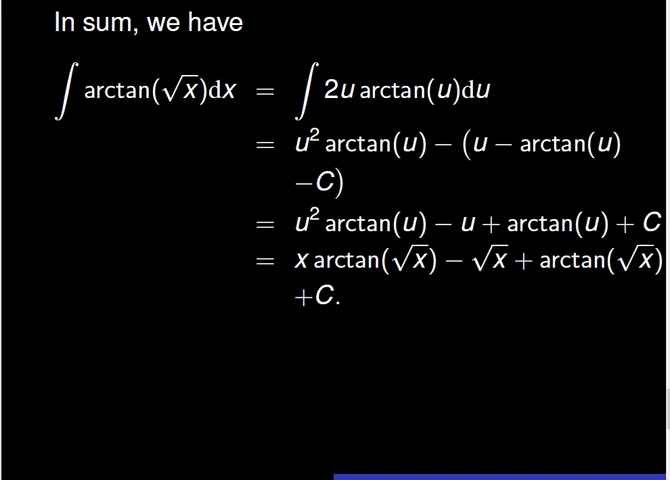 In sum, we have
∫ arctan(√x)dx = ∫ 2u arctan(u)du
= u² arctan(u) − (u − arctan(u)
−C)
= u² arctan(u) − u + arctan(u) + C
= x arctan(√x) − √x + arctan(√x)
+C.